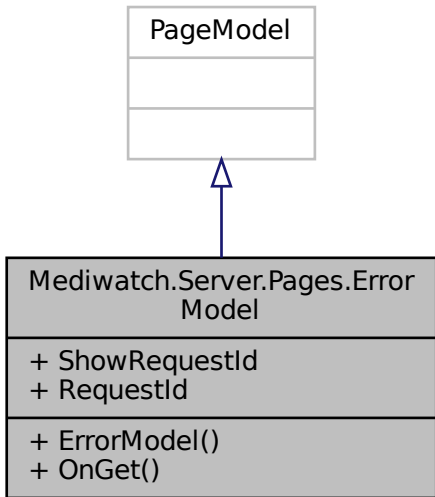 PageModel
Mediwatch.Server.Pages.Error
Model
+ ShowRequestId
+ RequestId
+ ErrorModel()
+ OnGet()